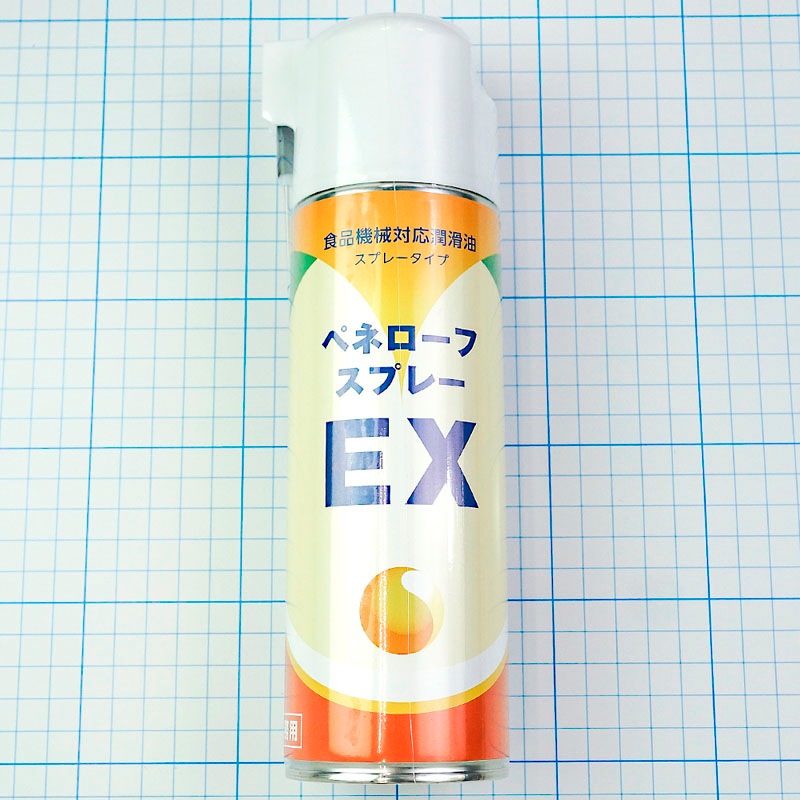 食品機械対応潤滑油
スプレータイプ
ペネローフ
スプレー
EX
用